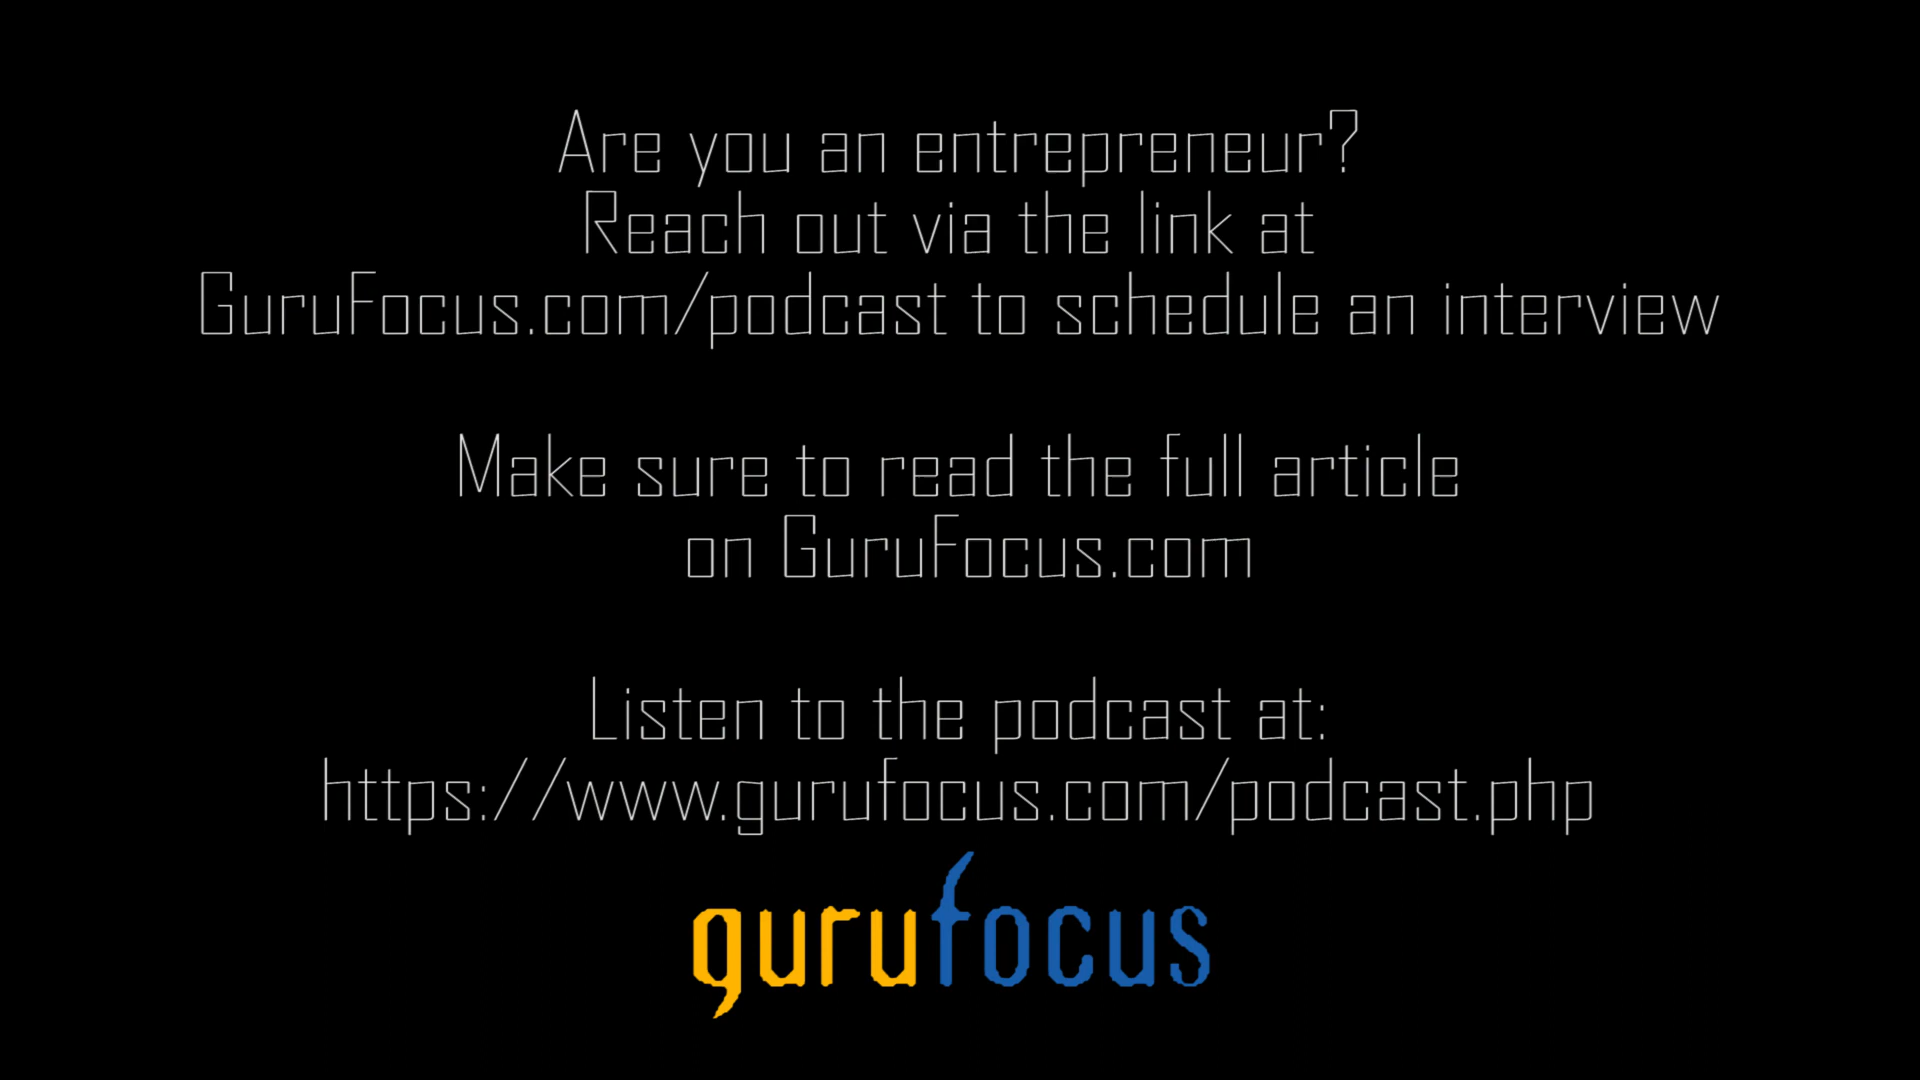 Are you an entrepreneur?
Reach out via the link at
GuruFocus.com/podcast to schedule an interview
Make sure to read the full article
on GuruFocus.com
Listen to the podcast at:
https://www.gurufocus.com/podcast.php
gurufocus